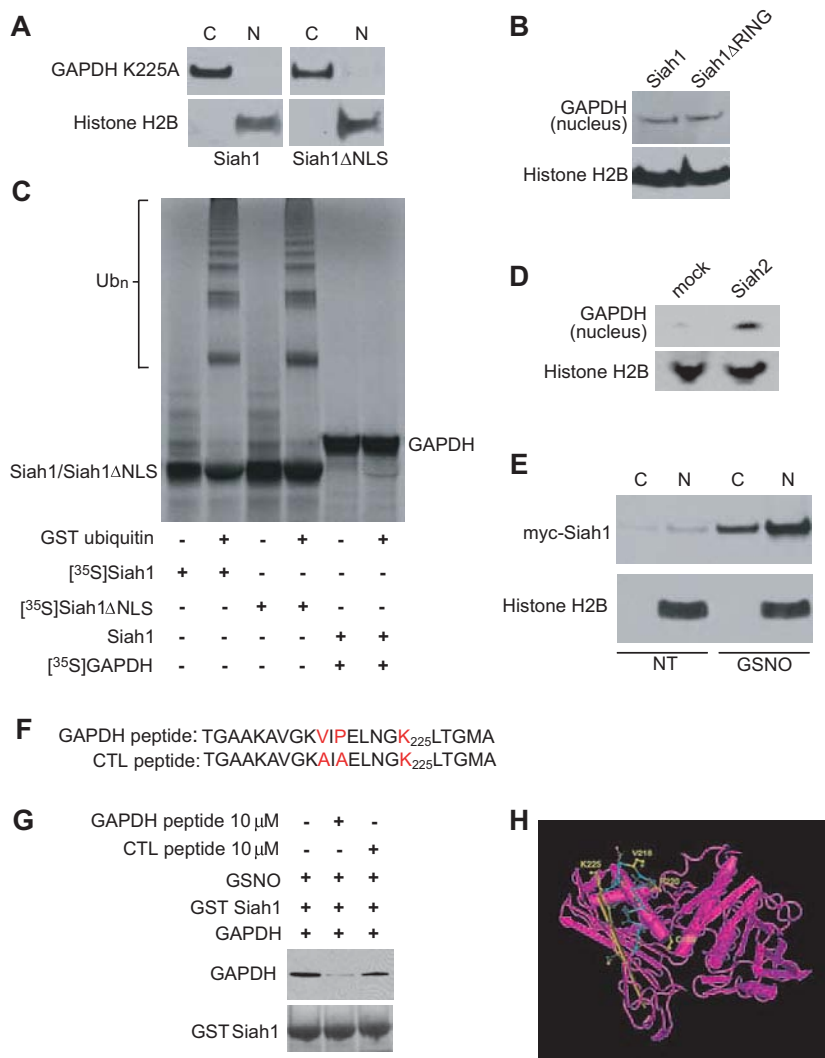 A
C N C N
GAPDH K225A
Histone H2B
Siah1 Siah1ΔNLS
B
Siah1 Siah1ΔRING
GAPDH
(nucleus)
Histone H2B
C
Ubn
Siah1/Siah1ΔNLS
GAPDH
GST ubiquitin - + - + - +
[35S]Siah1 + + - - - -
[35S]Siah1ΔNLS - - + + - -
Siah1 - - - - + +
[35S]GAPDH - - - - + +
D
mock Siah2
GAPDH
(nucleus)
Histone H2B
E
C N C N
myc-Siah1
Histone H2B
NT GSNO
F
GAPDH peptide: TGAAKAVGKVIPELNGK225LTGMA
CTL peptide: TGAAKAVGKAIAELNGK225LTGMA
G
GAPDH peptide 10 μM - + -
CTL peptide 10 μM - - +
GSNO + + +
GST Siah1 + + +
GAPDH + + +
GAPDH
GST Siah1
H
K225
V218